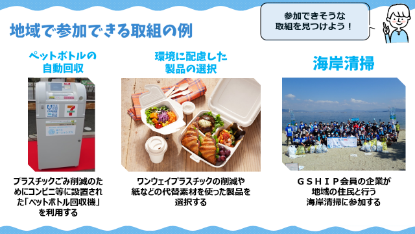 参加できそうな
取組を見つけよう！
地域で参加できる取組の例
ペットボトルの
自動回収
環境に配慮した
製品の選択
海岸清掃
プラスチックごみ削減のた
めにコンビニ等に設置され
た「ペットボトル回収機」
を利用する
ワンウェイプラスチックの削減や
紙などの代替素材を使った製品を
選択する
ＧＳＨＩＰ会員の企業が
地域の住民と行う
海岸清掃に参加する